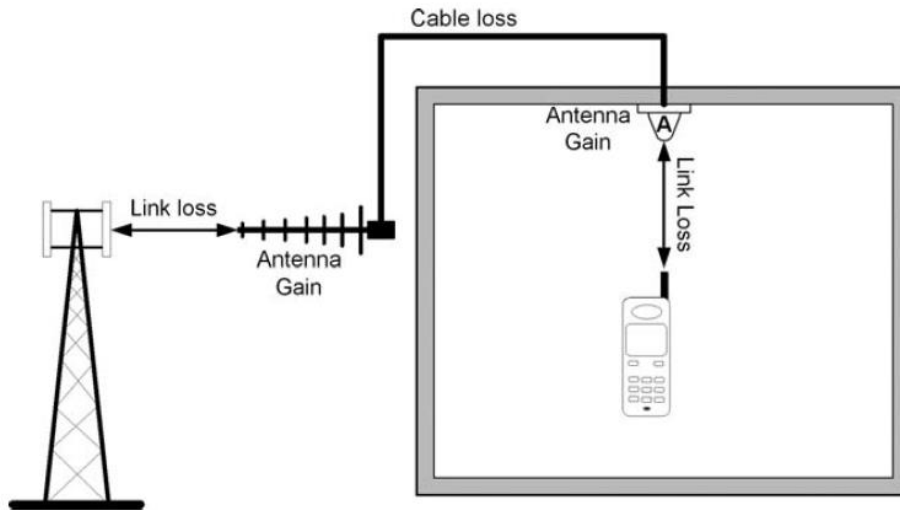 Cable loss
Antenna
Gain
A
Link Loss
Link loss
Antenna
Gain